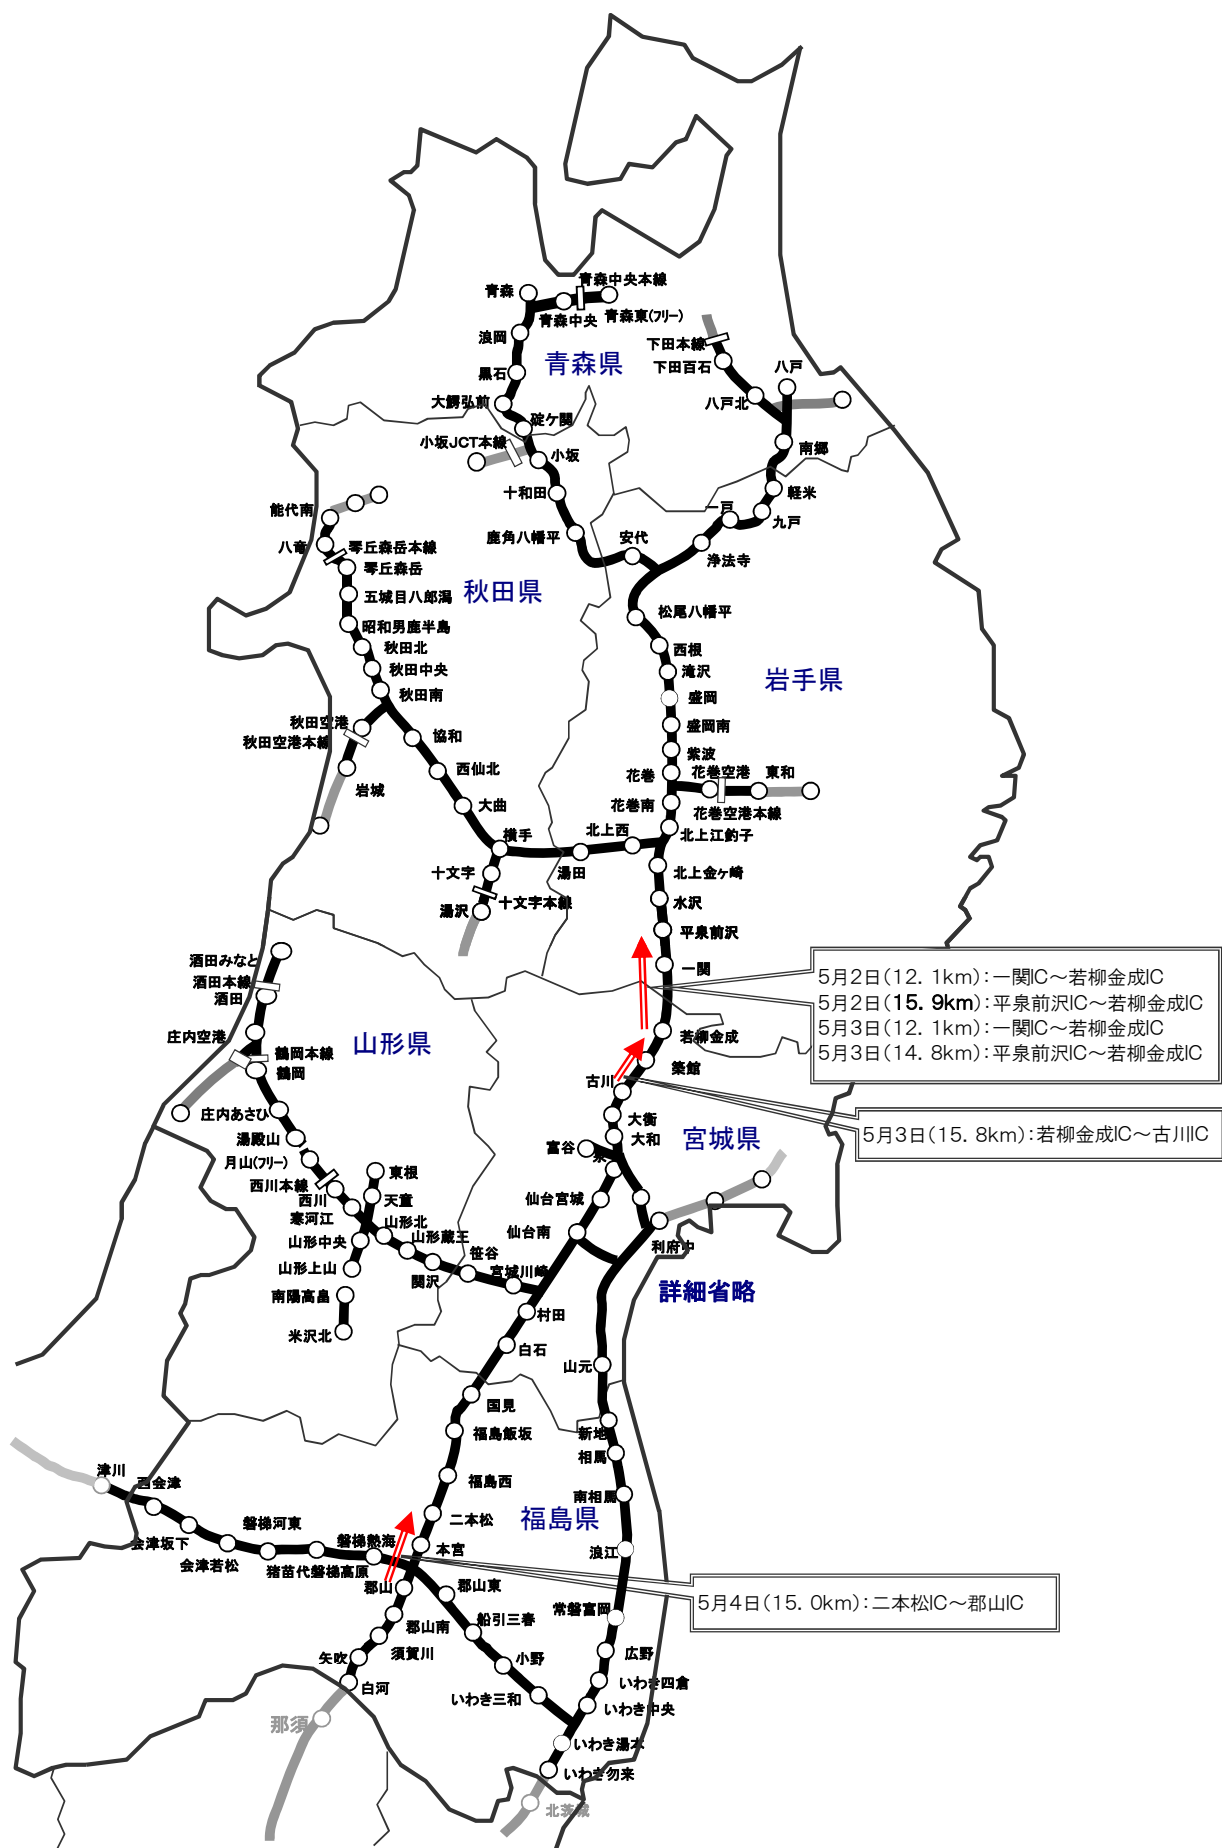 青森
青森中央本線
青森中央
青森東(フリー)
浪岡
青森県
下田本線
下田百石
八戸
黒石
大鰐弘前
八戸北
碇ケ関
小坂JCT本線
小坂
南郷
十和田
軽米
一戸
九戸
能代南
鹿角八幡平
安代
八竜
琴丘森岳本線
浄法寺
琴丘森岳
秋田県
五城目八郎潟
昭和男鹿半島
松尾八幡平
秋田北
西根
秋田中央
滝沢
岩手県
秋田南
盛岡
秋田空港
盛岡南
秋田空港本線
協和
紫波
西仙北
花巻
花巻空港
東和
岩城
大曲
花巻南
花巻空港本線
横手
北上西
北上江釣子
十文字
湯田
北上金ヶ崎
湯沢
十文字本線
水沢
平泉前沢
酒田みなと
一関
酒田本線
酒田
5月2日(12.1km):一関IC～若柳金成IC
5月2日(15.9km):平泉前沢IC～若柳金成IC
5月3日(12.1km):一関IC～若柳金成IC
5月3日(14.8km):平泉前沢IC～若柳金成IC
庄内空港
山形県
若柳金成
鶴岡本線
鶴岡
築館
古川
庄内あさひ
大衡
湯殿山
大和
宮城県
5月3日(15.8km):若柳金成IC～古川IC
富谷
泉
月山(フリー)
東根
西川本線
西川
天童
仙台宮城
寒河江
山形北
仙台南
山形中央
山形蔵王
笹谷
利府中
山形上山
関沢
宮城川崎
南陽高畠
詳細省略
村田
米沢北
白石
山元
国見
福島飯坂
新地
相馬
津川
西会津
福島西
南相馬
二本松
福島県
会津坂下
磐梯河東
磐梯熱海
本宮
浪江
会津若松
猪苗代磐梯高原
郡山
郡山東
5月4日(15.0km):二本松IC～郡山IC
常磐富岡
郡山南
船引三春
須賀川
広野
矢吹
小野
白河
いわき四倉
いわき三和
いわき中央
那須
いわき湯本
いわき勿来
北茨城